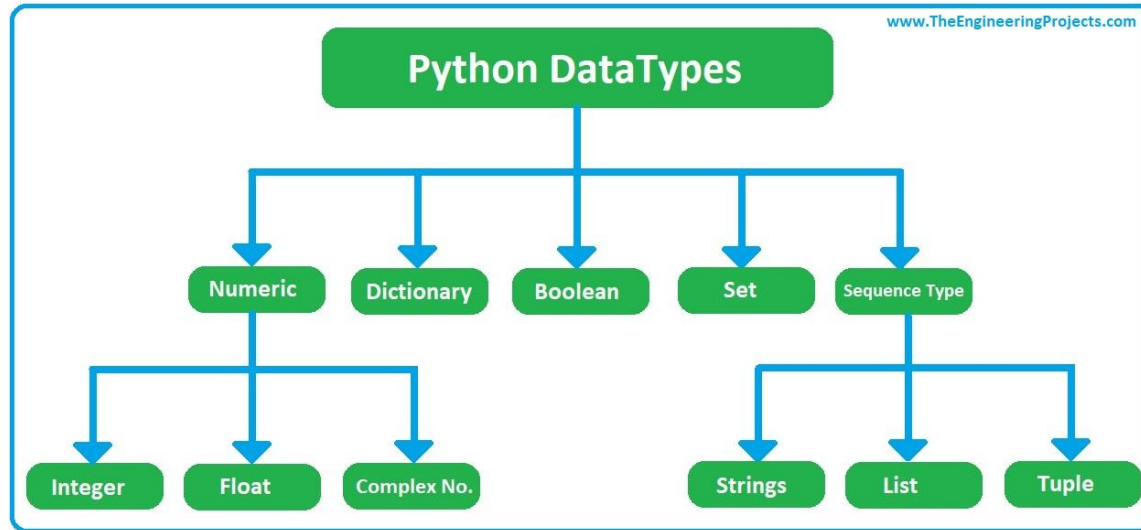 www.TheEngineeringProjects.com
Python DataTypes
Numeric
Dictionary
Boolean
Set
Sequence Type
Integer
Float
Complex No.
Strings
List
Tuple